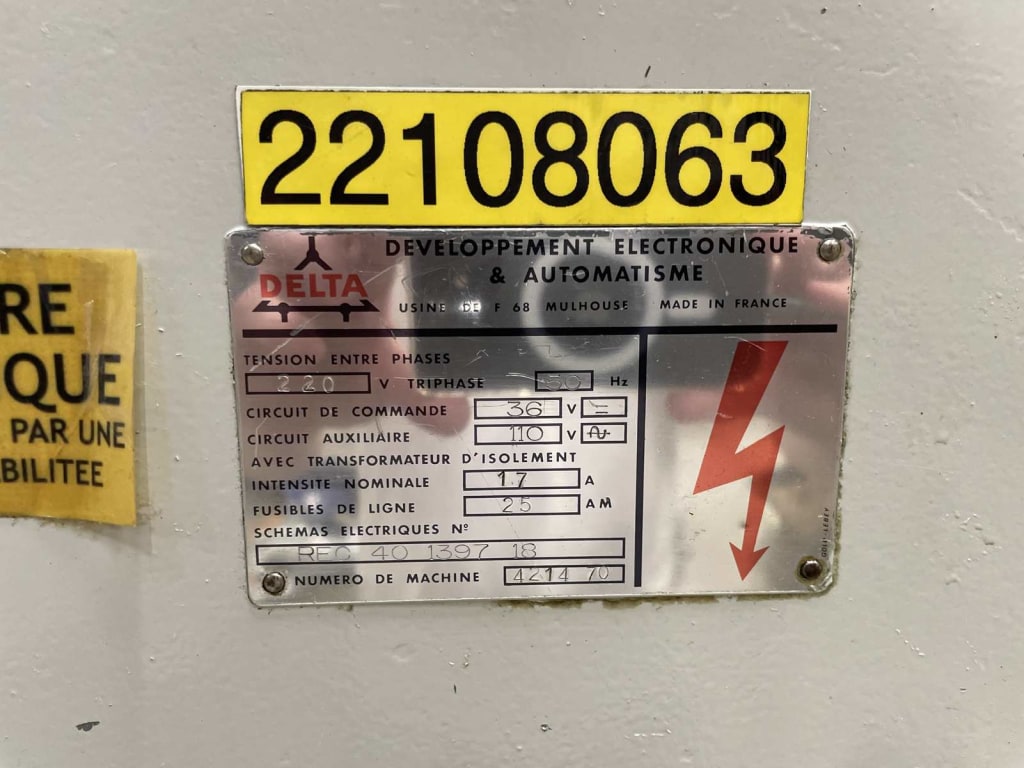 22108063
DELTA
DEVELOPPEMENT ELECTRONIQUE
& AUTOMATISME
USINE DE F 68 MULHOUSE MADE IN FRANCE
TENSION ENTRE PHASES
220 V TRIPHASE 50 Hz
CIRCUIT DE COMMANDE 36 V =
CIRCUIT AUXILIAIRE 110 V
AVEC TRANSFORMATEUR D'ISOLEMENT
INTENSITE NOMINALE 17 A
FUSIBLES DE LIGNE 25 AM
SCHEMAS ELECTRIQUES Nº
REC 40 1397 18
NUMERO DE MACHINE 4214 70
RE
QUE
PAR UNE
BILITEE